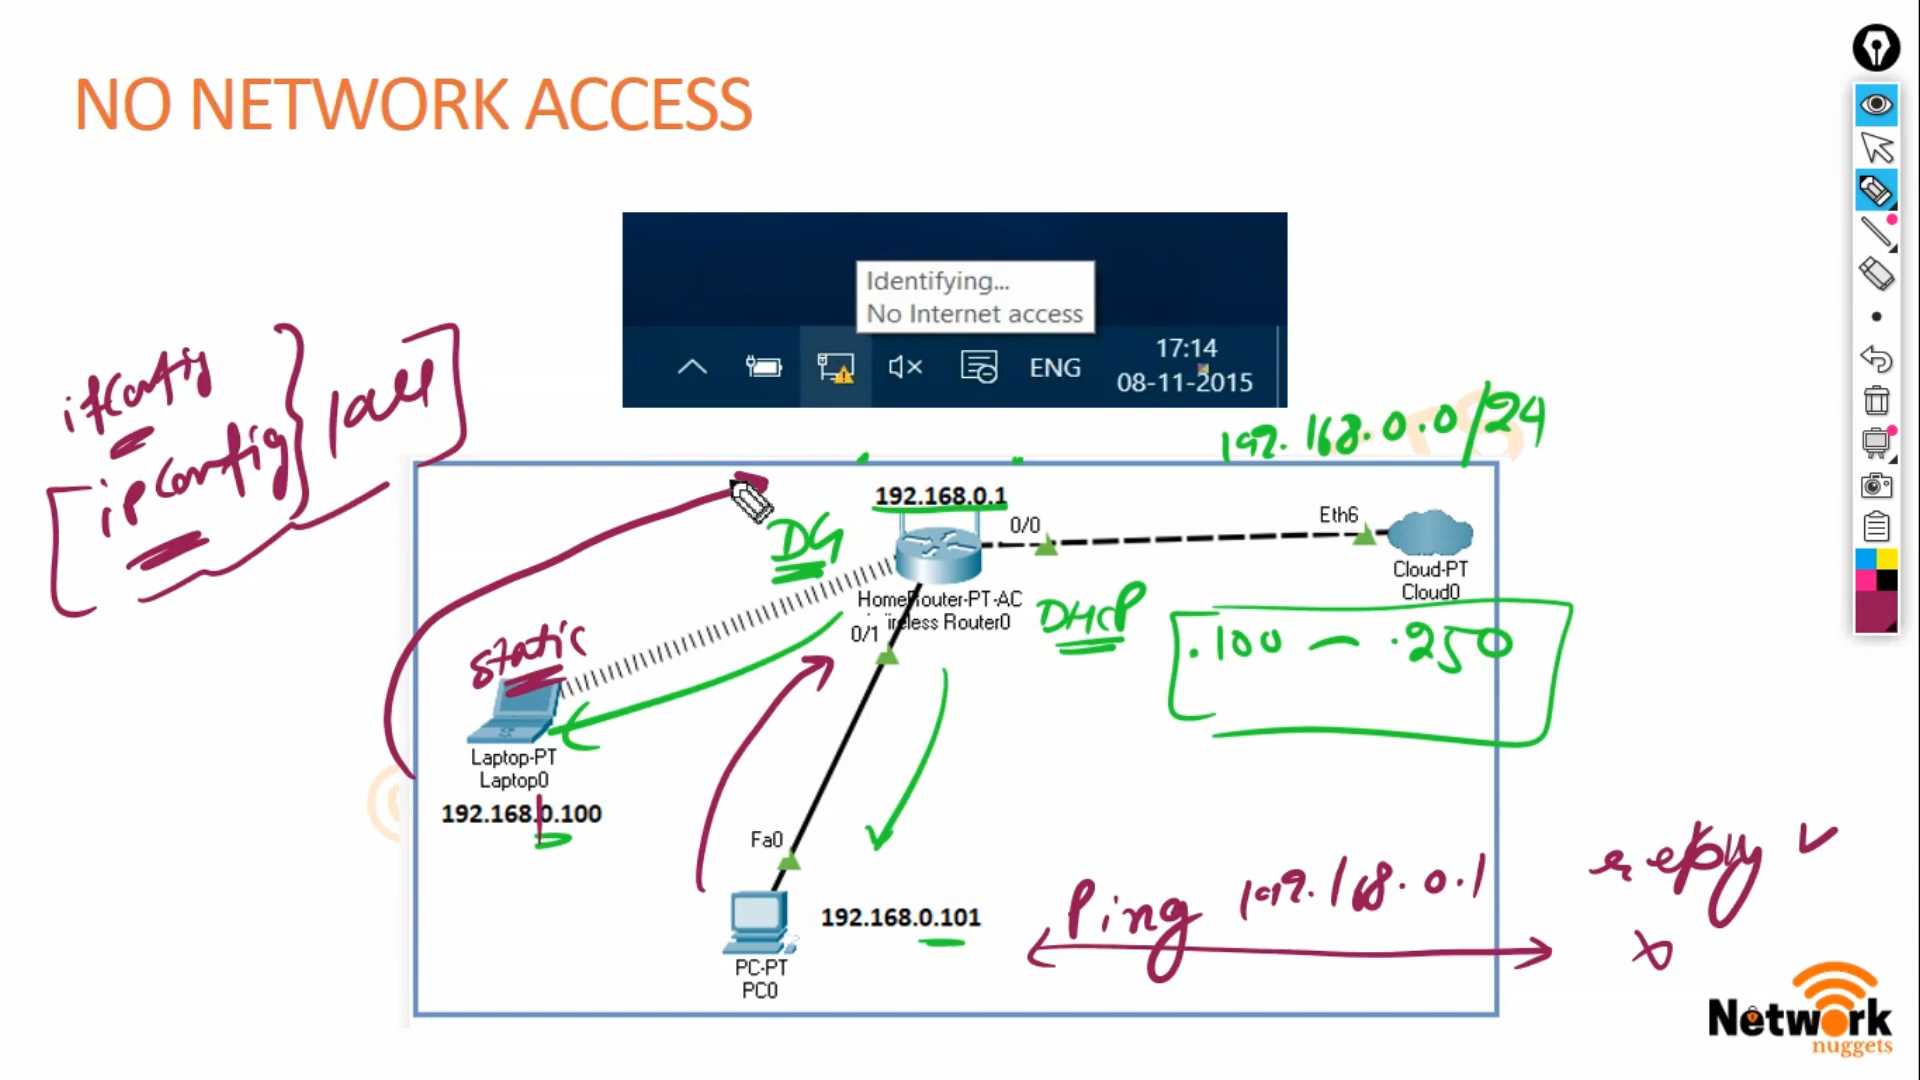 NO NETWORK ACCESS
Identifying...
No Internet access
ENG
17:14
08-11-2015
ifconfig
ipconfig
/all
192.168.0.0/24
192.168.0.1
0/0
Eth6
DG
Cloud-PT
Cloud0
HomeRouter-PT-AC
ireless Router0
0/1
DHCP
.100 - .250
static
Laptop-PT
Laptop0
192.168.0.100
Fa0
192.168.0.101
PC-PT
PC0
Ping 192.168.0.1
reply
Network
nuggets